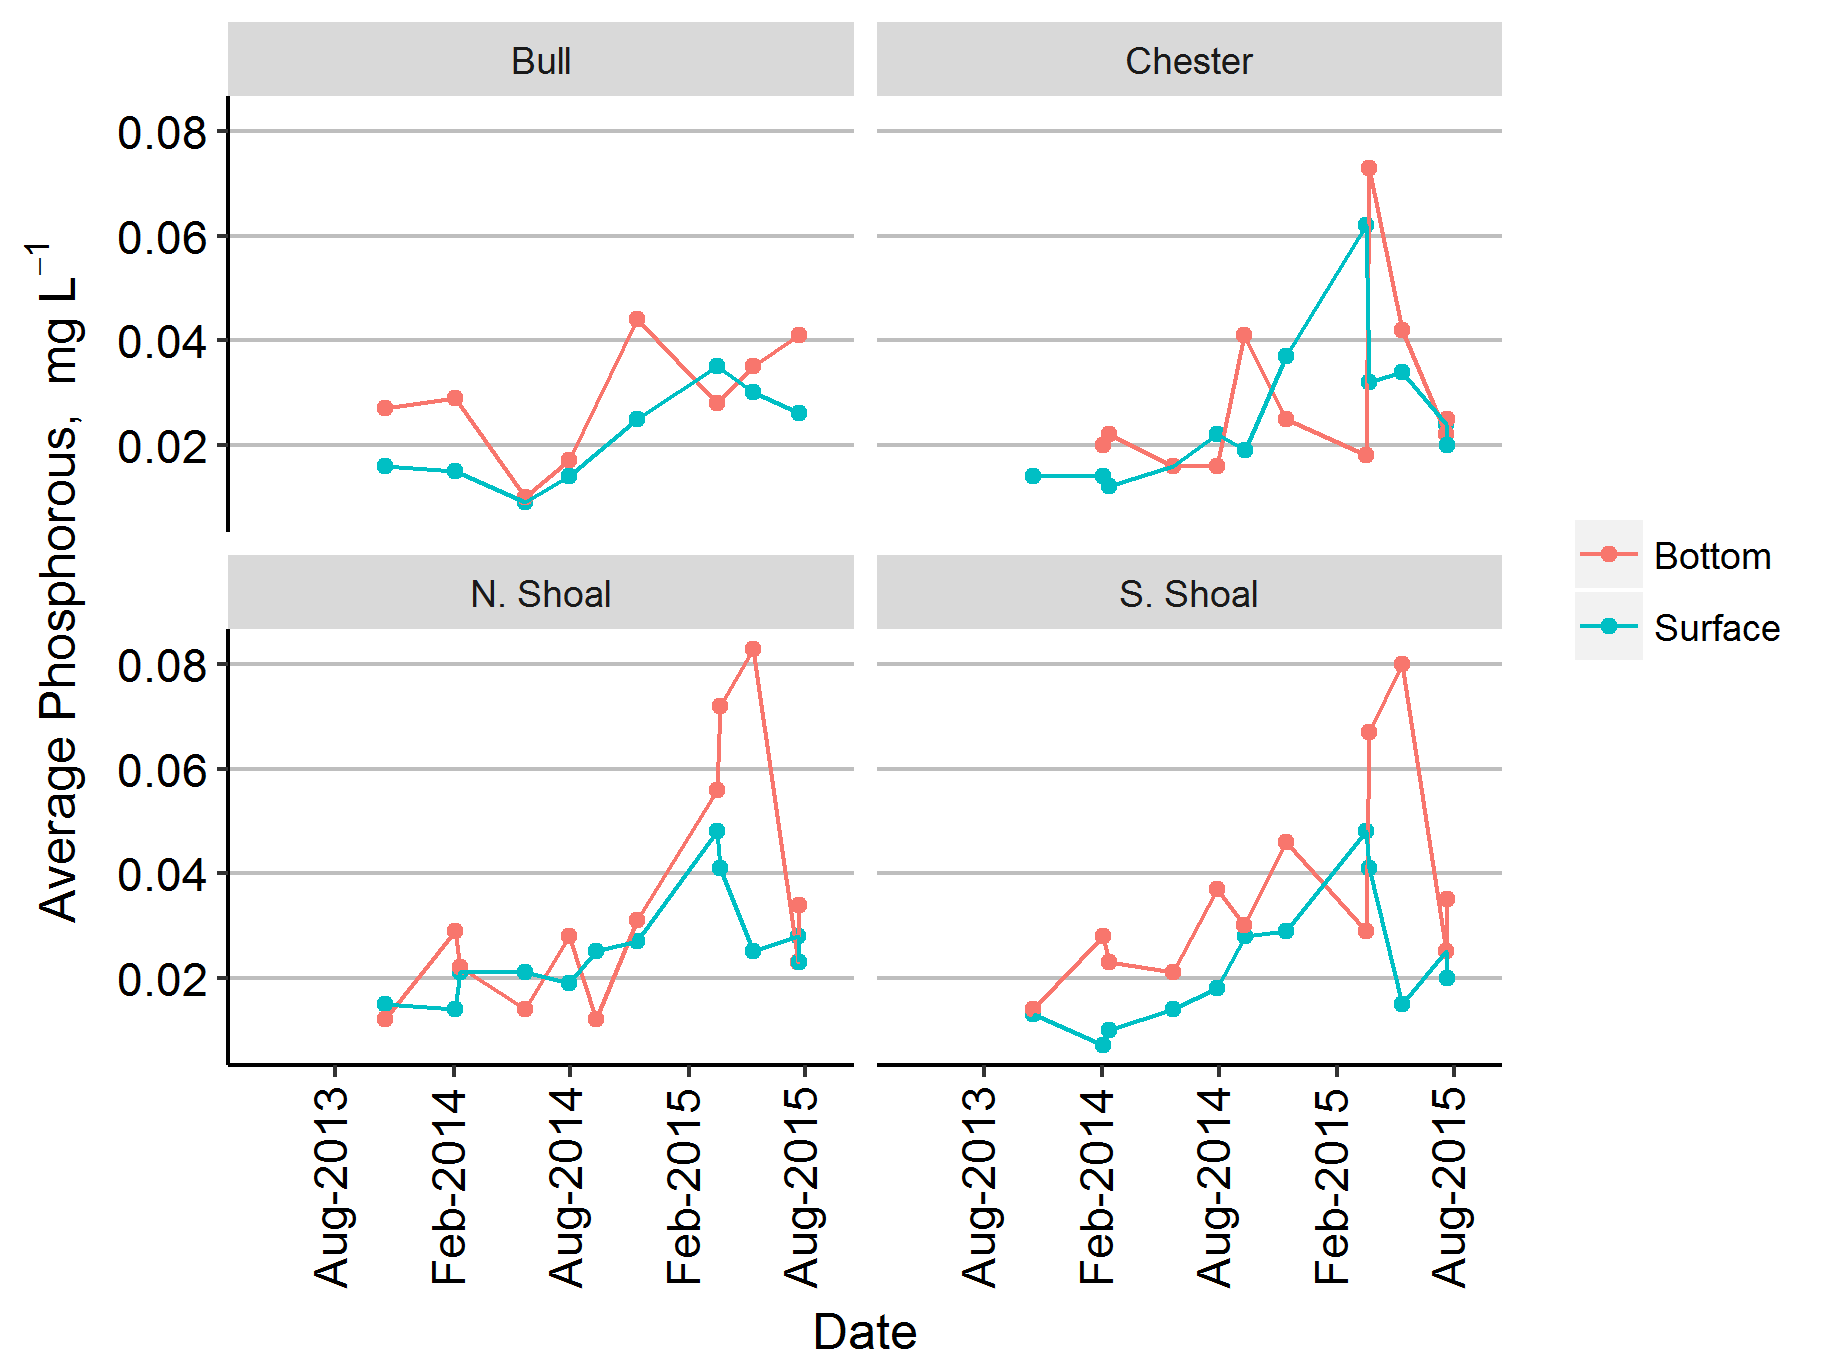 Bull
Chester
0.08
0.06
0.04
0.02
N. Shoal
S. Shoal
0.08
0.06
0.04
0.02
Average Phosphorous, mg L⁻¹
Bottom
Surface
Aug-2013
Feb-2014
Aug-2014
Feb-2015
Aug-2015
Aug-2013
Feb-2014
Aug-2014
Feb-2015
Aug-2015
Date